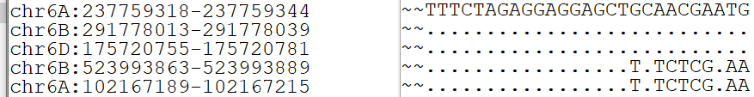 chr6A:237759318-237759344 ~~TTTCTAGAGGAGGAGCTGCAACGAATG
chr6B:291778013-291778039 ~~...........................
chr6D:175720755-175720781 ~~...........................
chr6B:523993863-523993889 ~~.................T.TCTCG.AA
chr6A:102167189-102167215 ~~.................T.TCTCG.AA